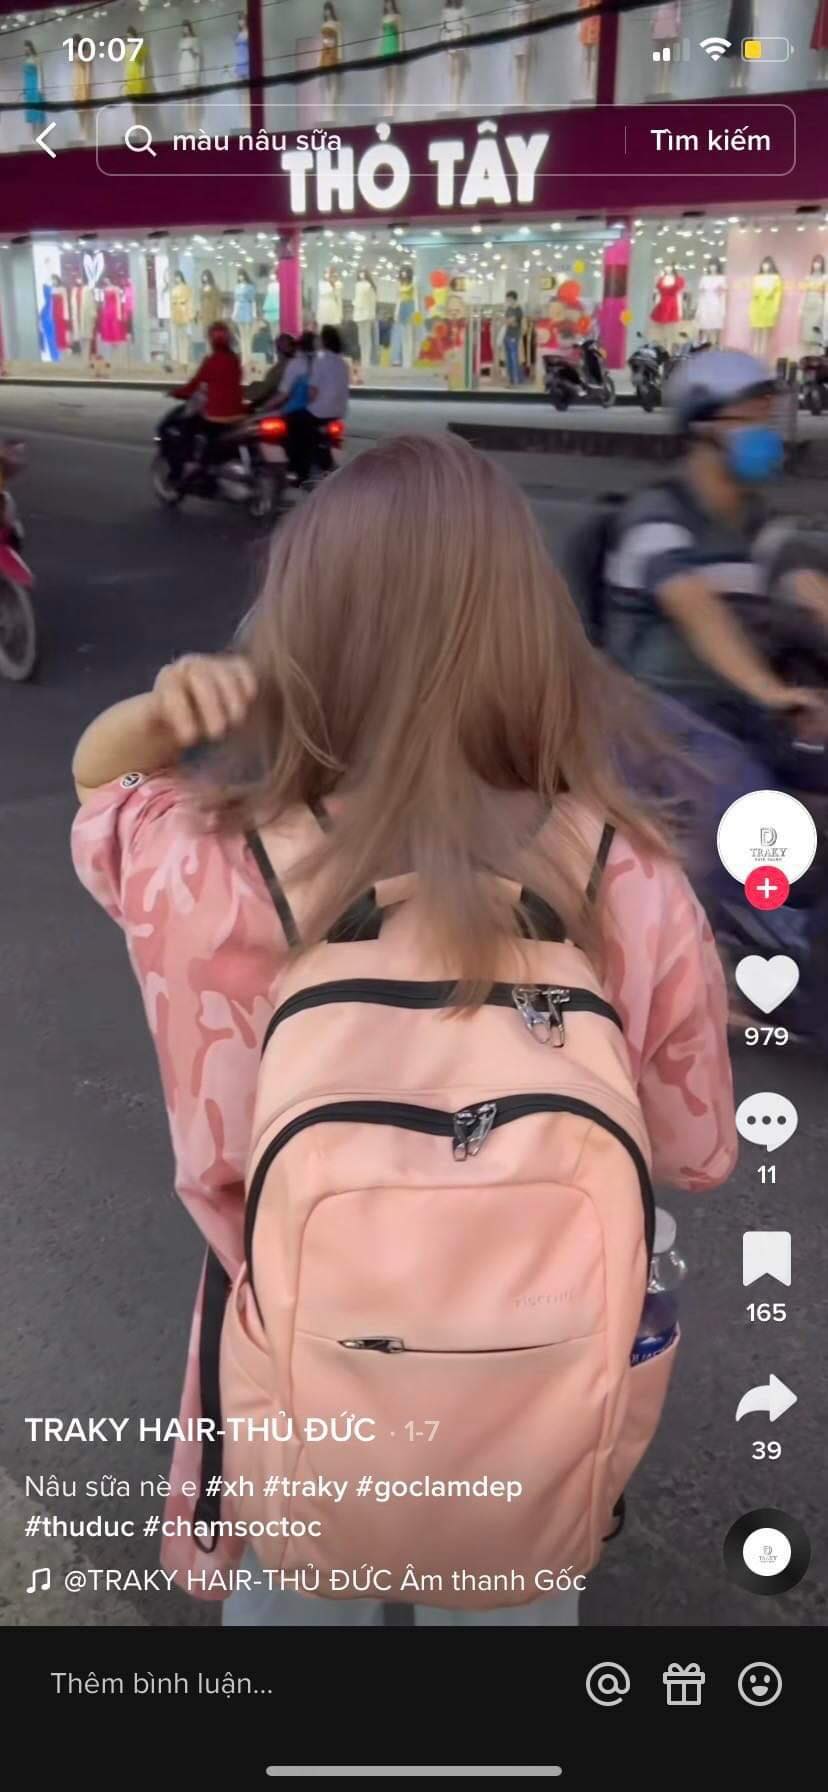 10:07
màu nâu sữa
Tìm kiếm
THỎ TÂY
TRAKY
979
11
165
39
TRAKY HAIR-THỦ ĐỨC · 1-7
Nâu sữa nè e #xh #traky #goclamdep
#thuduc #chamsoctoc
@TRAKY HAIR-THỦ ĐỨC Âm thanh Gốc
Thêm bình luận...